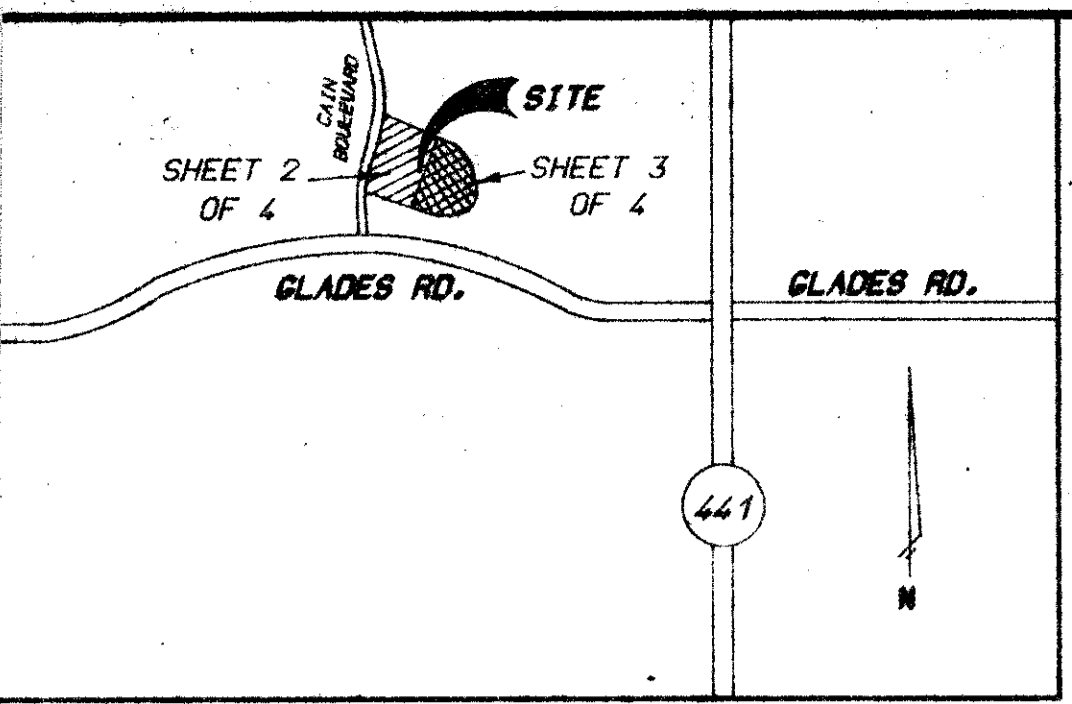 CAIN
BOULEVARD
SITE
SHEET 2
OF 4
SHEET 3
OF 4
GLADES RD.
GLADES RD.
441
N